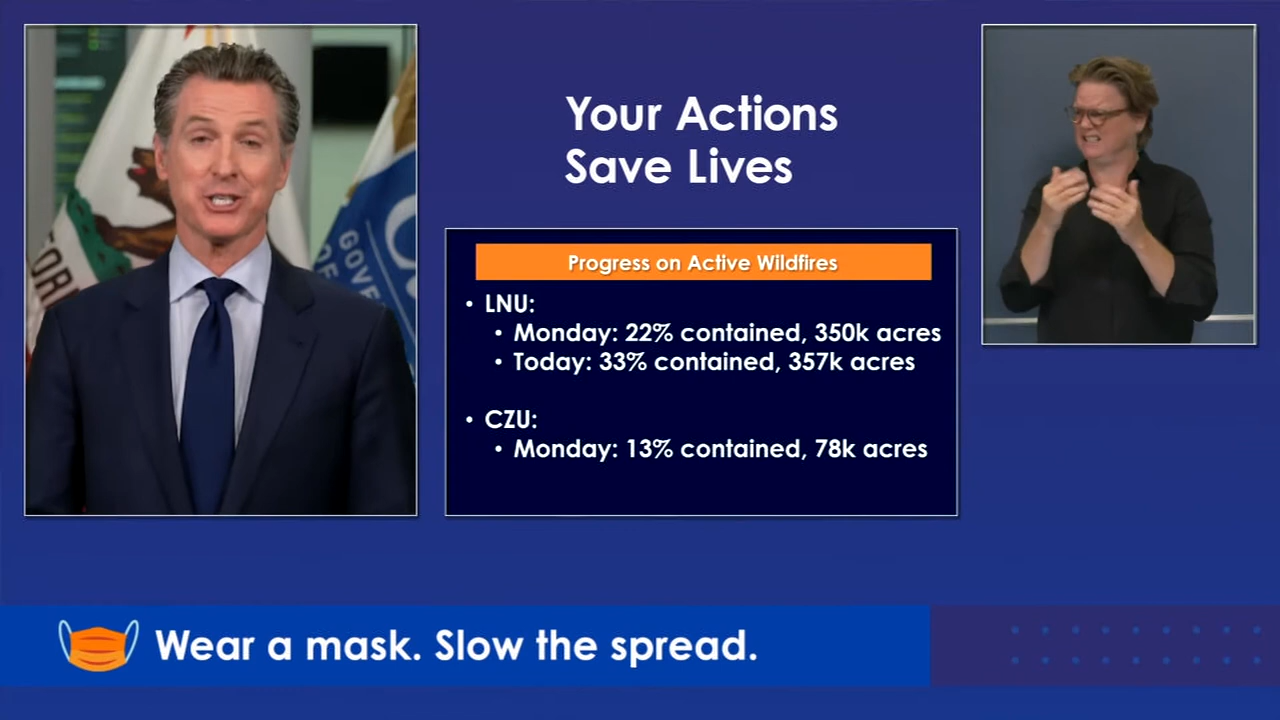 Your Actions
Save Lives
Progress on Active Wildfires
• LNU:
• Monday: 22% contained, 350k acres
• Today: 33% contained, 357k acres
• CZU:
• Monday: 13% contained, 78k acres
Wear a mask. Slow the spread.